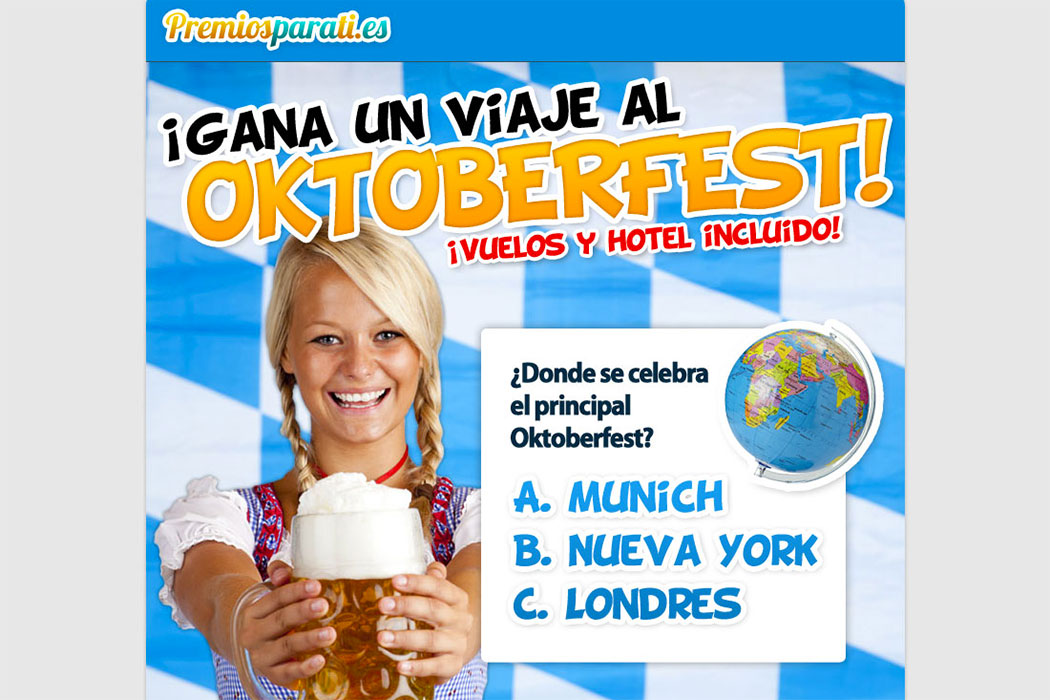 Premiosparati.es
¡GANA UN VIAJE AL
OKTOBERFEST!
¡VUELOS Y HOTEL INCLUIDO!
¿Donde se celebra
el principal
Oktoberfest?
A. MUNICH
B. NUEVA YORK
C. LONDRES